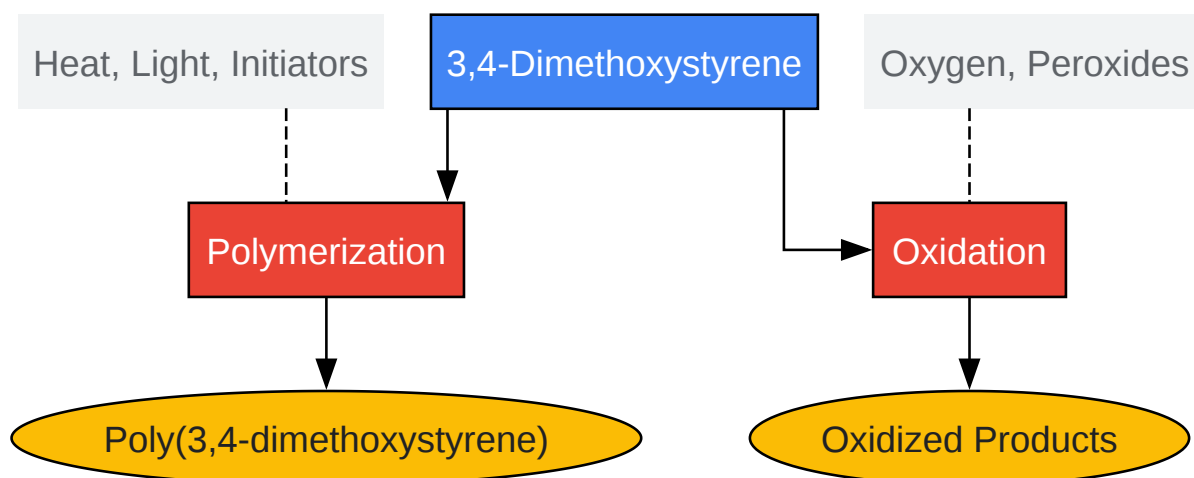 Heat, Light, Initiators
3,4-Dimethoxystyrene
Oxygen, Peroxides
Polymerization
Oxidation
Poly(3,4-dimethoxystyrene)
Oxidized Products